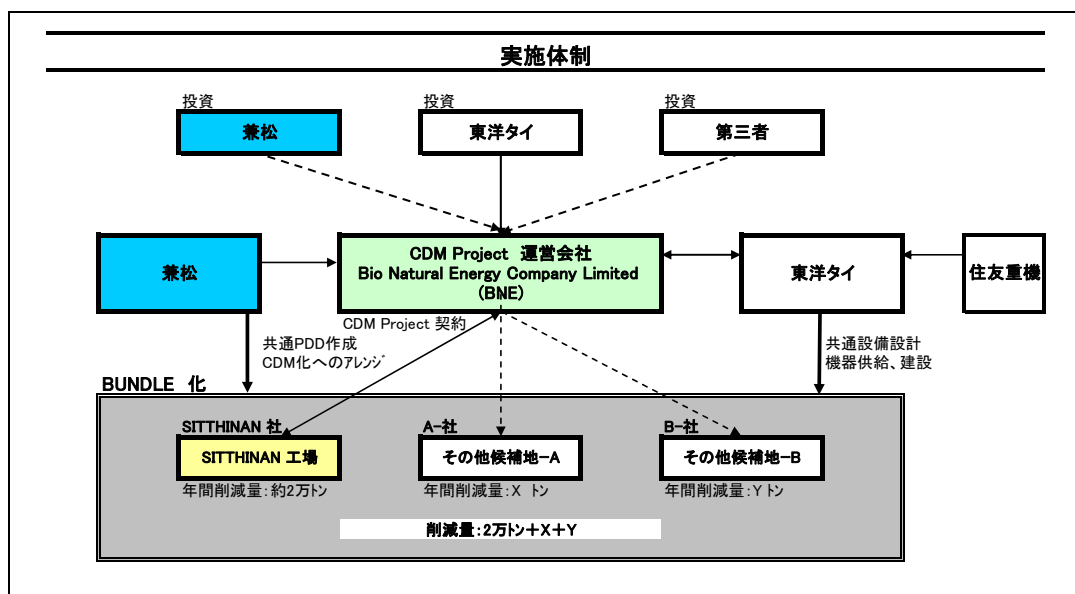 実施体制
投資
投資
投資
兼松
東洋タイ
第三者
兼松
CDM Project 運営会社
Bio Natural Energy Company Limited
(BNE)
東洋タイ
住友重機
CDM Project 契約
共通PDD作成
CDM化へのアレンジ
共通設備設計
機器供給、建設
BUNDLE 化
SITTHINAN 社
A-社
B-社
SITTHINAN 工場
その他候補地-A
その他候補地-B
年間削減量：約2万トン
年間削減量：X トン
年間削減量：Y トン
削減量：2万トン+X+Y